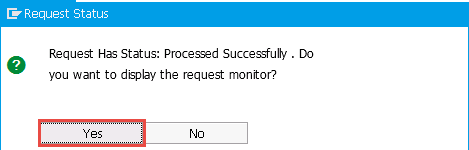 Request Status
Request Has Status: Processed Successfully . Do
you want to display the request monitor?
Yes
No